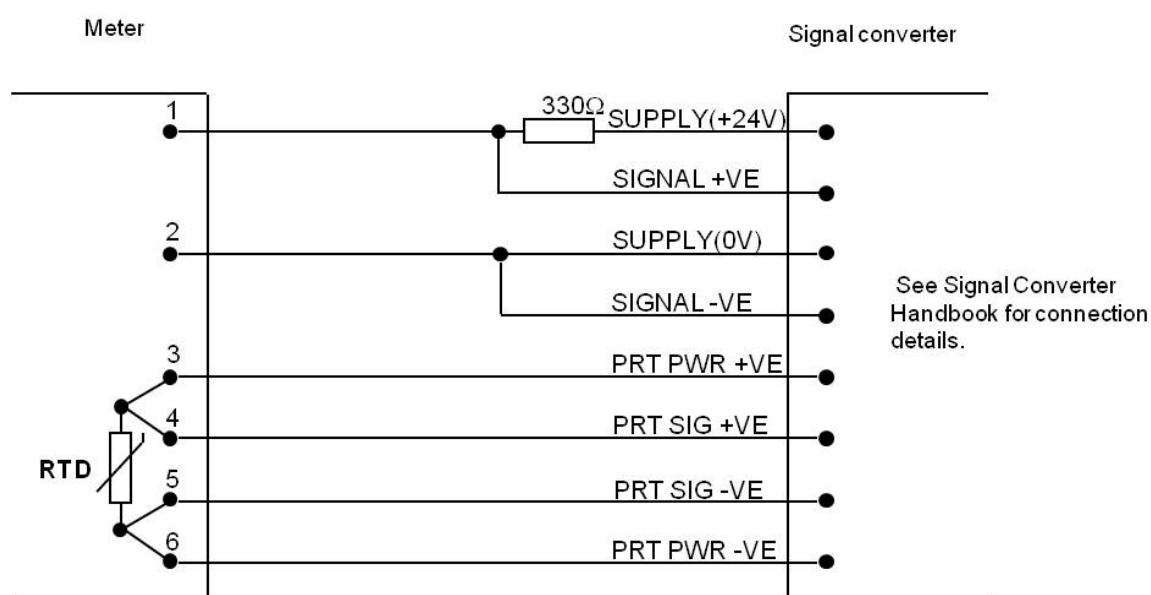 Meter
Signal converter
1
330Ω
SUPPLY(+24V)
SIGNAL +VE
2
SUPPLY(0V)
SIGNAL -VE
See Signal Converter
Handbook for connection
details.
3
PRT PWR +VE
4
PRT SIG +VE
RTD
5
PRT SIG -VE
6
PRT PWR -VE